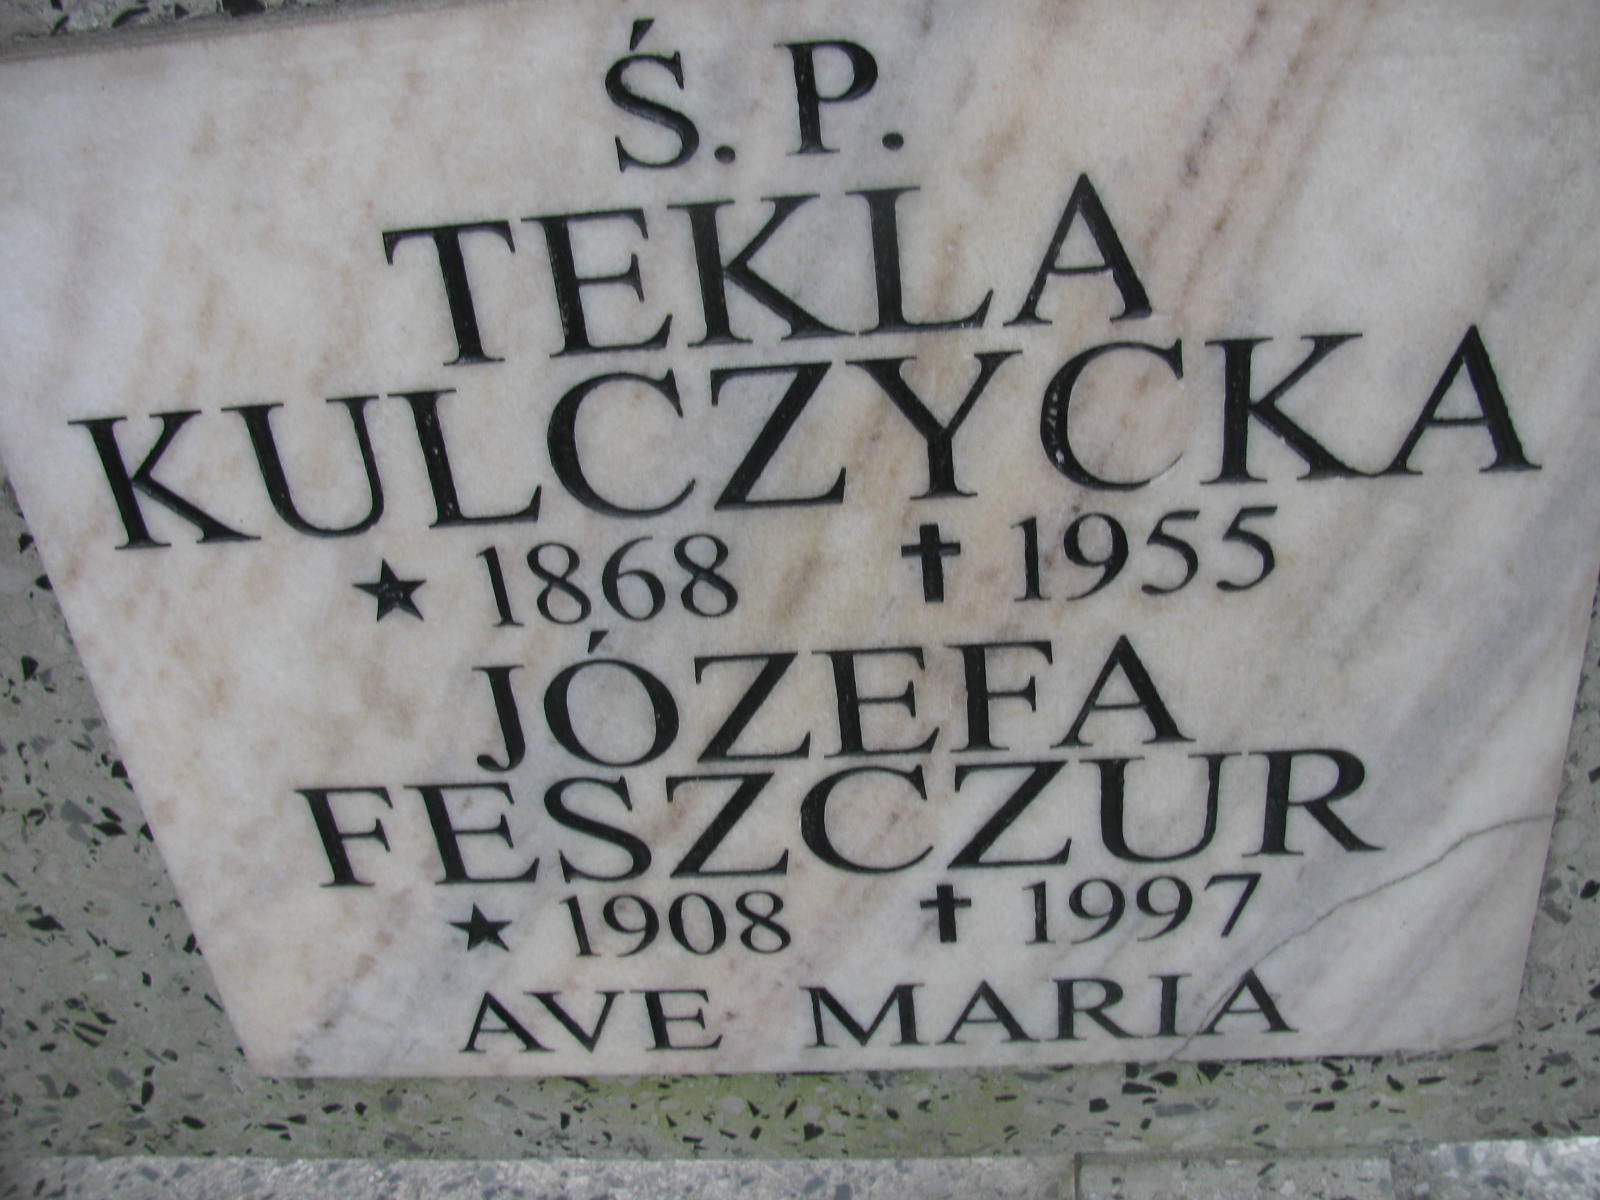 Ś. P.
TEKLA
KULCZYCKA
★ 1868 ✝ 1955
JÓZEFA
FESZCZUR
★ 1908 ✝ 1997
AVE MARIA